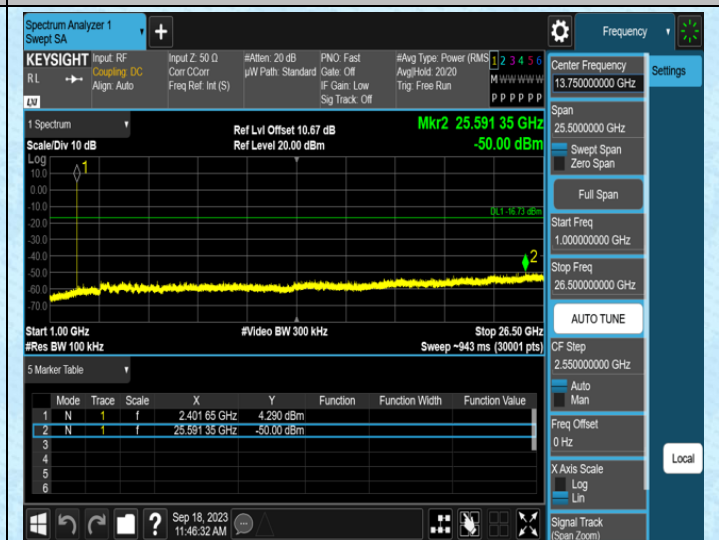 Spectrum Analyzer 1
Swept SA
+
Frequency
KEYSIGHT
RL
Input: RF
Coupling: DC
Align: Auto
Input Z: 50 Ω
Corr CCorr
Freq Ref: Int (S)
#Atten: 20 dB
µW Path: Standard
PNO: Fast
Gate: Off
IF Gain: Low
Sig Track: Off
#Avg Type: Power (RMS
Avg|Hold: 20/20
Trig: Free Run
1 2 3 4 5 6
M W W W W W
P P P P P P
LXI
1 Spectrum
Scale/Div 10 dB
Ref Lvl Offset 10.67 dB
Ref Level 20.00 dBm
Mkr2 25.591 35 GHz
-50.00 dBm
Log
10.0
0.00
-10.0
-20.0
-30.0
-40.0
-50.0
-60.0
-70.0
1
DL1 -16.73 dBm
2
Start 1.00 GHz
#Res BW 100 kHz
#Video BW 300 kHz
Stop 26.50 GHz
Sweep ~943 ms (30001 pts)
5 Marker Table
Mode Trace Scale X Y Function Function Width Function Value
1 N 1 f 2.401 65 GHz 4.290 dBm
2 N 1 f 25.591 35 GHz -50.00 dBm
3
4
5
6
Sep 18, 2023
11:46:32 AM
Center Frequency
13.750000000 GHz
Settings
Span
25.5000000 GHz
Swept Span
Zero Span
Full Span
Start Freq
1.000000000 GHz
Stop Freq
26.500000000 GHz
AUTO TUNE
CF Step
2.550000000 GHz
Auto
Man
Freq Offset
0 Hz
X Axis Scale
Log
Lin
Signal Track
(Span Zoom)
Local